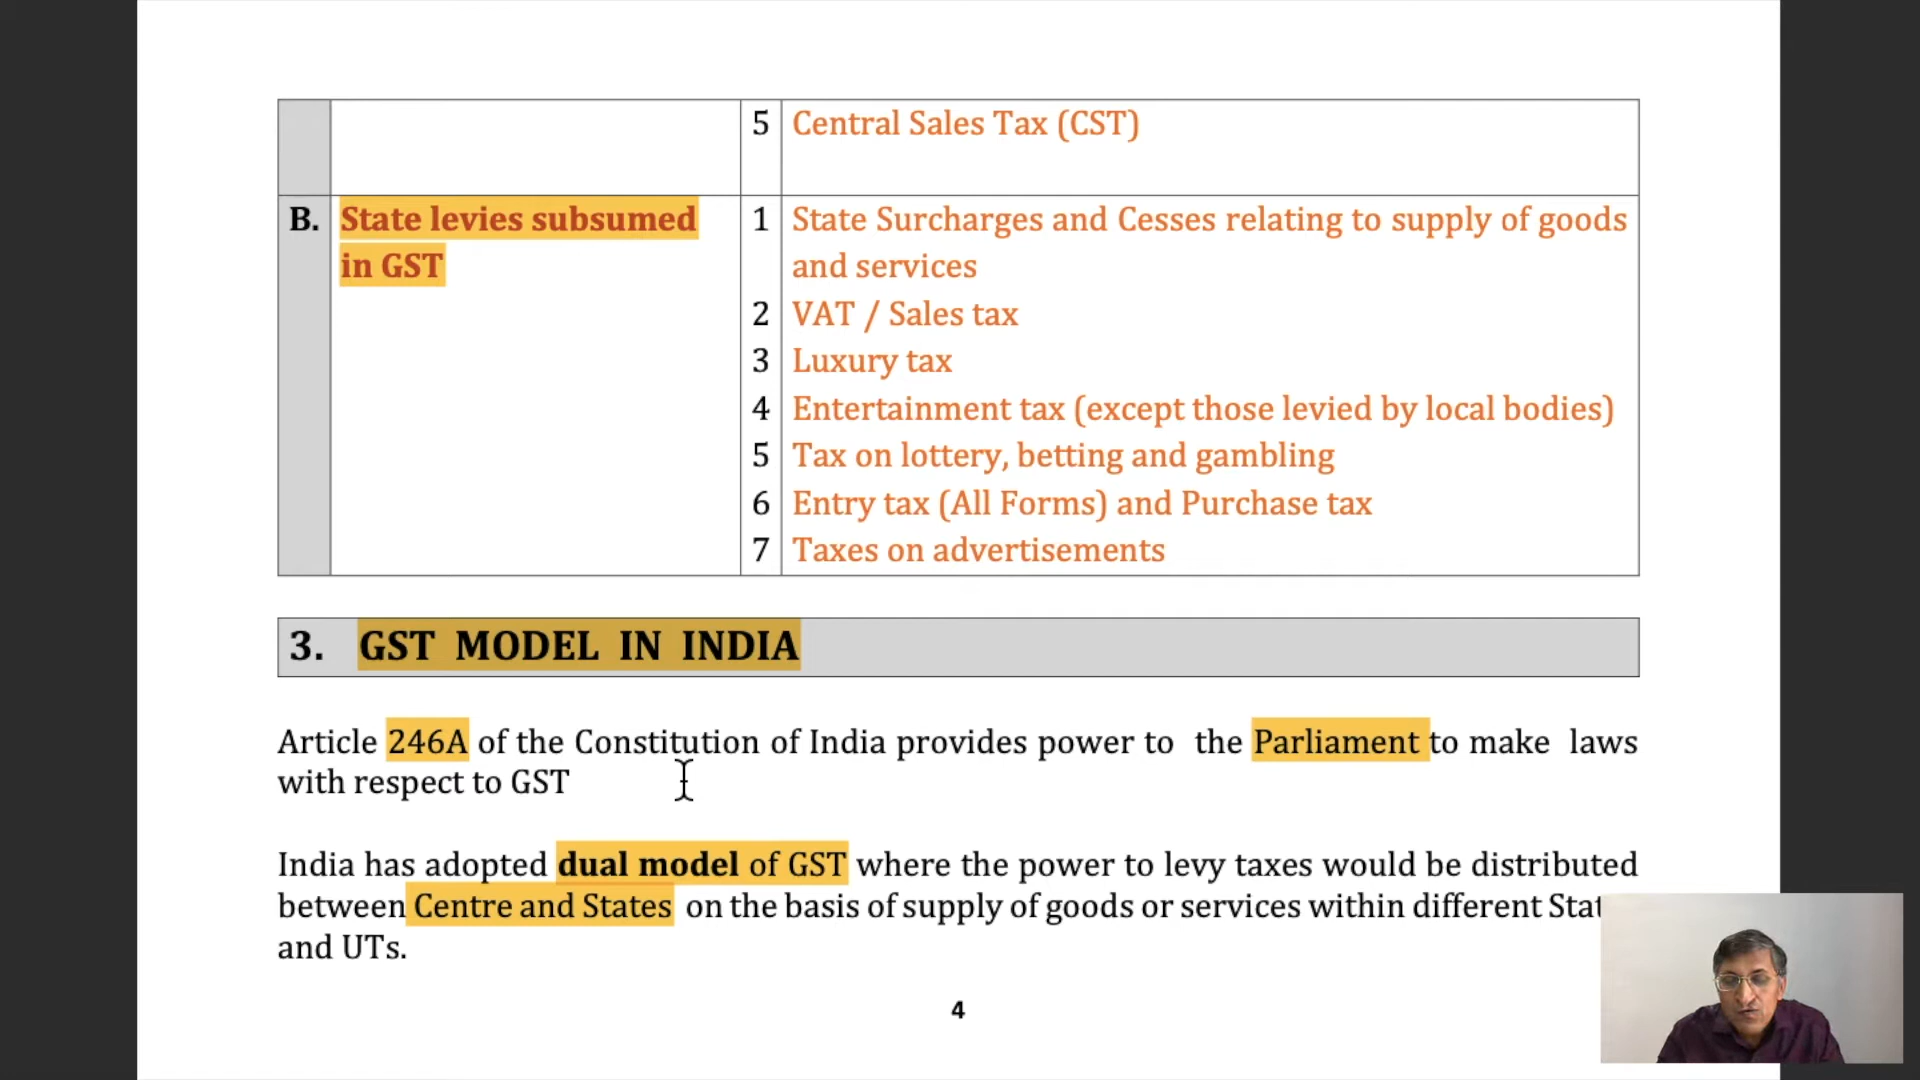 5 Central Sales Tax (CST)
B. State levies subsumed 1 State Surcharges and Cesses relating to supply of goods
in GST and services
2 VAT / Sales tax
3 Luxury tax
4 Entertainment tax (except those levied by local bodies)
5 Tax on lottery, betting and gambling
6 Entry tax (All Forms) and Purchase tax
7 Taxes on advertisements
3. GST MODEL IN INDIA
Article 246A of the Constitution of India provides power to the Parliament to make laws
with respect to GST
India has adopted dual model of GST where the power to levy taxes would be distributed
between Centre and States on the basis of supply of goods or services within different
and UTs.
4